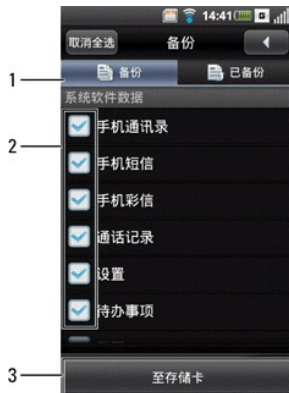 14:41
取消全选 备份
1 备份 已备份
系统软件数据
2
手机通讯录
手机短信
手机彩信
通话记录
设置
待办事项
3 至存储卡